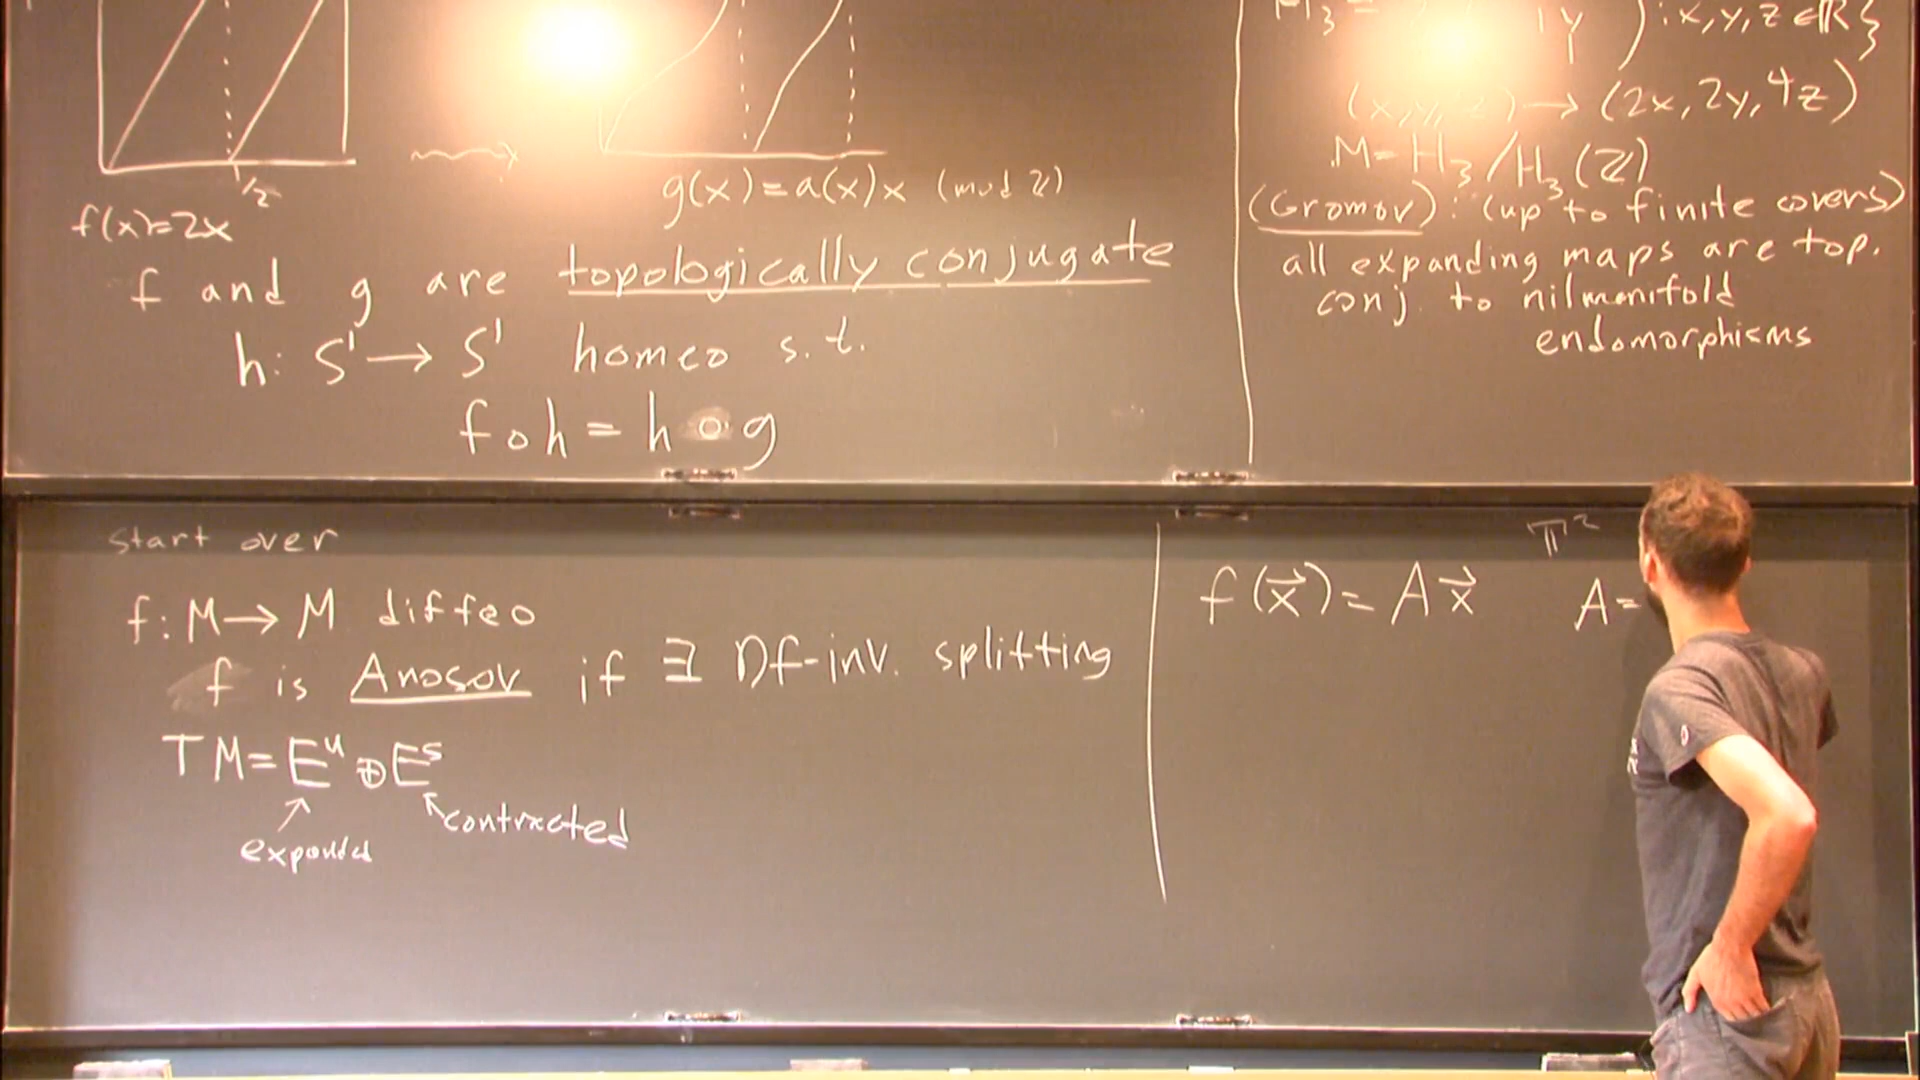 1/2
f(x)=2x
g(x)=a(x)x (mod ℤ)
f and g are topologically conjugate
h: S¹→S¹ homeo s.t.
f∘h = h∘g
H₃ = 1 y ) : x,y,z ∈ ℝ}
(x,y,z) → (2x,2y,4z)
M=H₃/H₃(ℤ)
(Gromov): (up to finite covers)
all expanding maps are top.
conj. to nilmanifold
endomorphisms
start over
f: M→M diffeo
f is Anosov if ∃ Df-inv. splitting
TM=Eᵘ⊕Eˢ
contracted
expanded
𝕋²
f(x⃗)=Ax⃗ A=